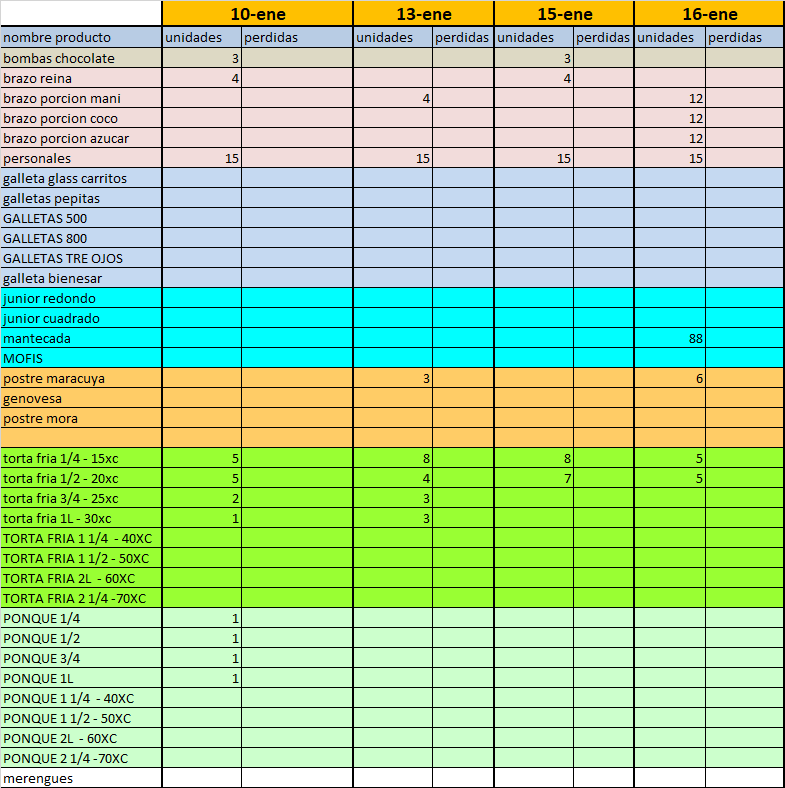 10-ene 13-ene 15-ene 16-ene
nombre producto unidades perdidas unidades perdidas unidades perdidas unidades perdidas
bombas chocolate 3 3
brazo reina 4 4
brazo porcion mani 4 12
brazo porcion coco 12
brazo porcion azucar 12
personales 15 15 15 15
galleta glass carritos
galletas pepitas
GALLETAS 500
GALLETAS 800
GALLETAS TRE OJOS
galleta bienesar
junior redondo
junior cuadrado
mantecada 88
MOFIS
postre maracuya 3 6
genovesa
postre mora
torta fria 1/4 - 15xc 5 8 8 5
torta fria 1/2 - 20xc 5 4 7 5
torta fria 3/4 - 25xc 2 3
torta fria 1L - 30xc 1 3
TORTA FRIA 1 1/4 - 40XC
TORTA FRIA 1 1/2 - 50XC
TORTA FRIA 2L - 60XC
TORTA FRIA 2 1/4 -70XC
PONQUE 1/4 1
PONQUE 1/2 1
PONQUE 3/4 1
PONQUE 1L 1
PONQUE 1 1/4 - 40XC
PONQUE 1 1/2 - 50XC
PONQUE 2L - 60XC
PONQUE 2 1/4 -70XC
merengues